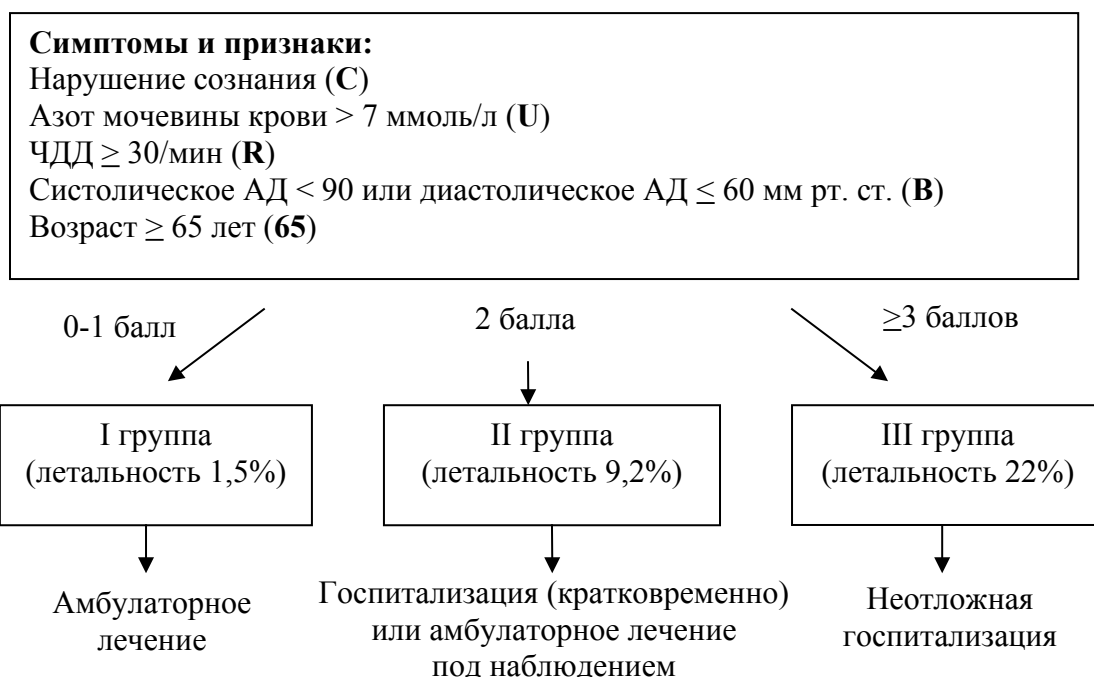 Симптомы и признаки:
Нарушение сознания (C)
Азот мочевины крови > 7 ммоль/л (U)
ЧДД ≥ 30/мин (R)
Систолическое АД < 90 или диастолическое АД ≤ 60 мм рт. ст. (B)
Возраст ≥ 65 лет (65)
0-1 балл
2 балла
≥3 баллов
I группа
(летальность 1,5%)
II группа
(летальность 9,2%)
III группа
(летальность 22%)
Амбулаторное
лечение
Госпитализация (кратковременно)
или амбулаторное лечение
под наблюдением
Неотложная
госпитализация